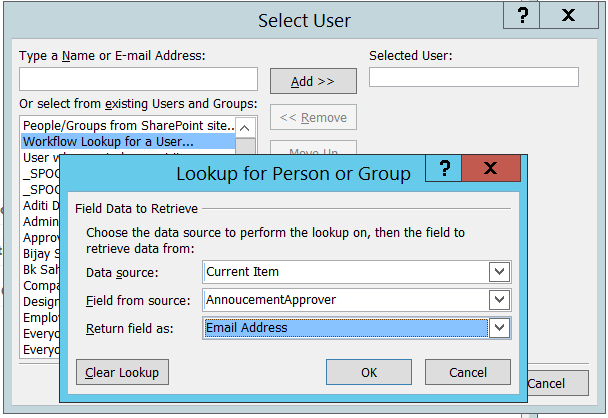 Select User
?
X
Type a Name or E-mail Address:
Selected User:
Add >>
Or select from existing Users and Groups:
<< Remove
People/Groups from SharePoint site...
Workflow Lookup for a User...
Move Up
_SPOC
_SPOC
Aditi D
Admin
Approv
Bijay S
Bk Sah
Compa
Design
Employ
Everyo
Everyo
Cancel
Lookup for Person or Group
?
X
Field Data to Retrieve
Choose the data source to perform the lookup on, then the field to
retrieve data from:
Data source:
Current Item
Field from source:
AnnoucementApprover
Return field as:
Email Address
Clear Lookup
OK
Cancel